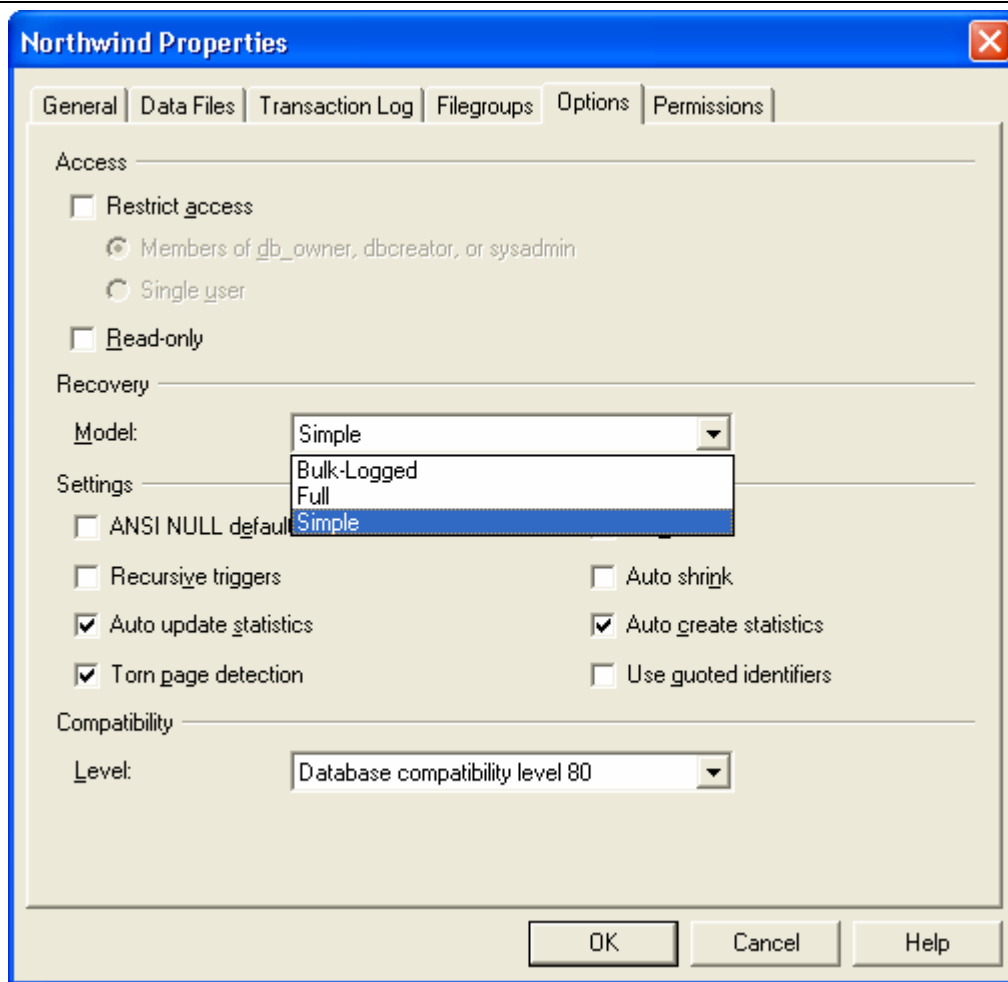 Northwind Properties
General Data Files Transaction Log Filegroups Options Permissions
Access
Restrict access
Members of db_owner, dbcreator, or sysadmin
Single user
Read-only
Recovery
Model: Simple
Bulk-Logged
Full
Simple
Settings
ANSI NULL default
Recursive triggers Auto shrink
Auto update statistics Auto create statistics
Torn page detection Use quoted identifiers
Compatibility
Level: Database compatibility level 80
OK Cancel Help